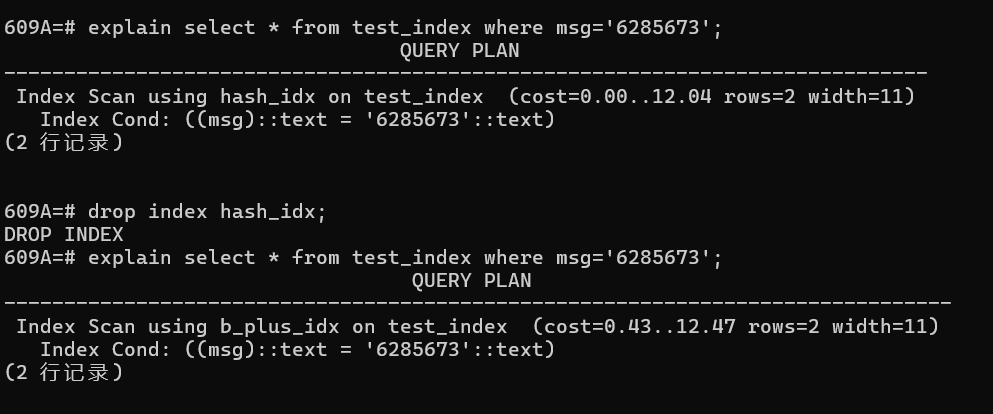 609A=# explain select * from test_index where msg='6285673';
QUERY PLAN
-----------------------------------------------------------------------------
Index Scan using hash_idx on test_index  (cost=0.00..12.04 rows=2 width=11)
Index Cond: ((msg)::text = '6285673'::text)
(2 行记录)
609A=# drop index hash_idx;
DROP INDEX
609A=# explain select * from test_index where msg='6285673';
QUERY PLAN
-------------------------------------------------------------------------------
Index Scan using b_plus_idx on test_index  (cost=0.43..12.47 rows=2 width=11)
Index Cond: ((msg)::text = '6285673'::text)
(2 行记录)